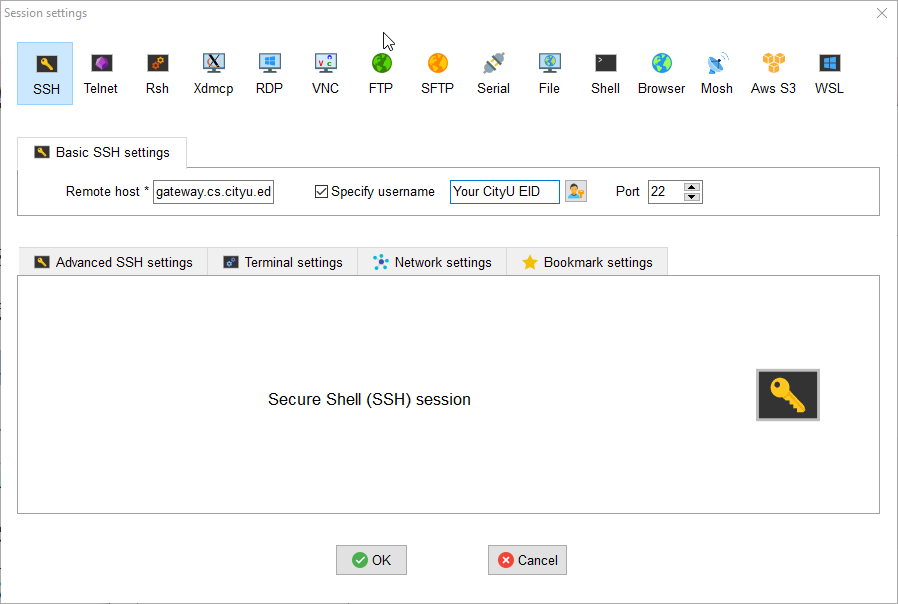 Session settings
SSH Telnet Rsh Xdmcp RDP VNC FTP SFTP Serial File Shell Browser Mosh Aws S3 WSL
Basic SSH settings
Remote host * gateway.cs.cityu.ed Specify username Your CityU EID Port 22
Advanced SSH settings Terminal settings Network settings Bookmark settings
Secure Shell (SSH) session
OK Cancel